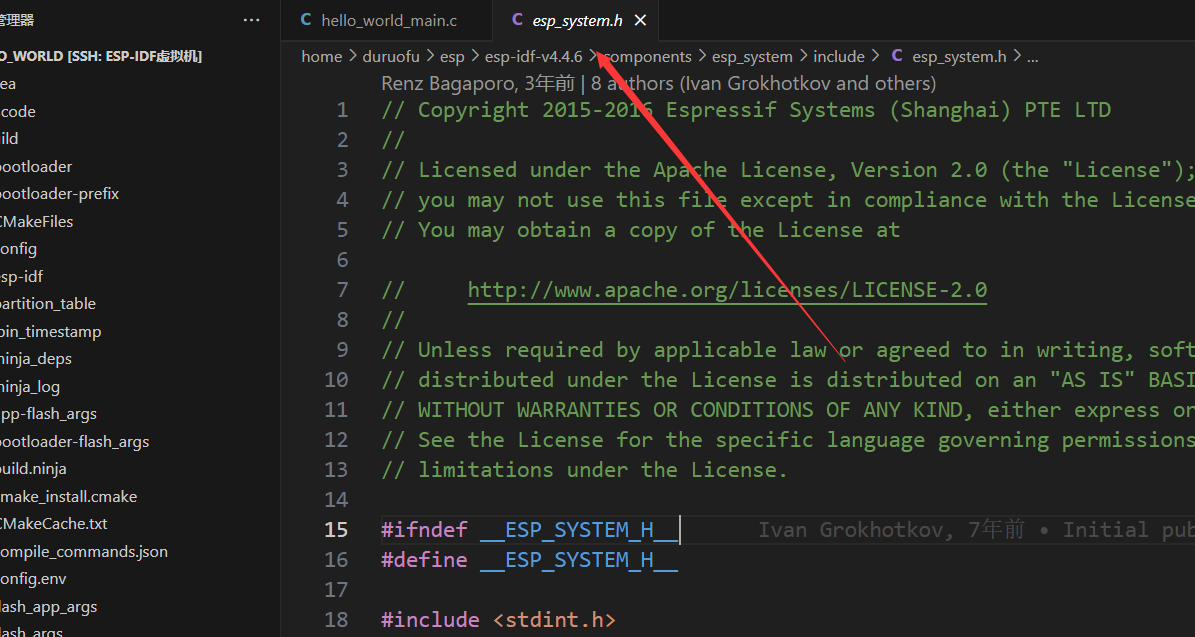 管理器
···
C hello_world_main.c
C esp_system.h ×
O_WORLD [SSH: ESP-IDF虚拟机]
home > duruofu > esp > esp-idf-v4.4.6 > components > esp_system > include > C esp_system.h > ...
ea
code
ild
bootloader
bootloader-prefix
CMakeFiles
config
esp-idf
partition_table
bin_timestamp
ninja_deps
ninja_log
app-flash_args
bootloader-flash_args
build.ninja
cmake_install.cmake
CMakeCache.txt
compile_commands.json
config.env
flash_app_args
flash_args
Renz Bagaporo, 3年前 | 8 authors (Ivan Grokhotkov and others)
1 // Copyright 2015-2016 Espressif Systems (Shanghai) PTE LTD
2 //
3 // Licensed under the Apache License, Version 2.0 (the "License");
4 // you may not use this file except in compliance with the License
5 // You may obtain a copy of the License at
6
7 // http://www.apache.org/licenses/LICENSE-2.0
8 //
9 // Unless required by applicable law or agreed to in writing, soft
10 // distributed under the License is distributed on an "AS IS" BASI
11 // WITHOUT WARRANTIES OR CONDITIONS OF ANY KIND, either express or
12 // See the License for the specific language governing permissions
13 // limitations under the License.
14
15 #ifndef __ESP_SYSTEM_H__ Ivan Grokhotkov, 7年前 • Initial pub
16 #define __ESP_SYSTEM_H__
17
18 #include <stdint.h>